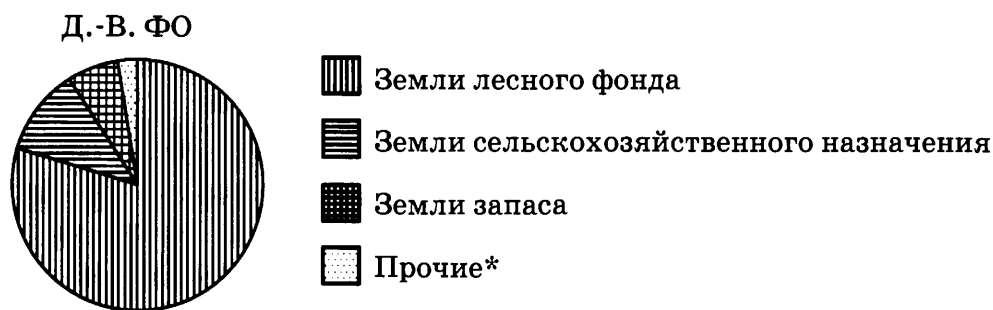 Д.-В. ФО
Земли лесного фонда
Земли сельскохозяйственного назначения
Земли запаса
Прочие*